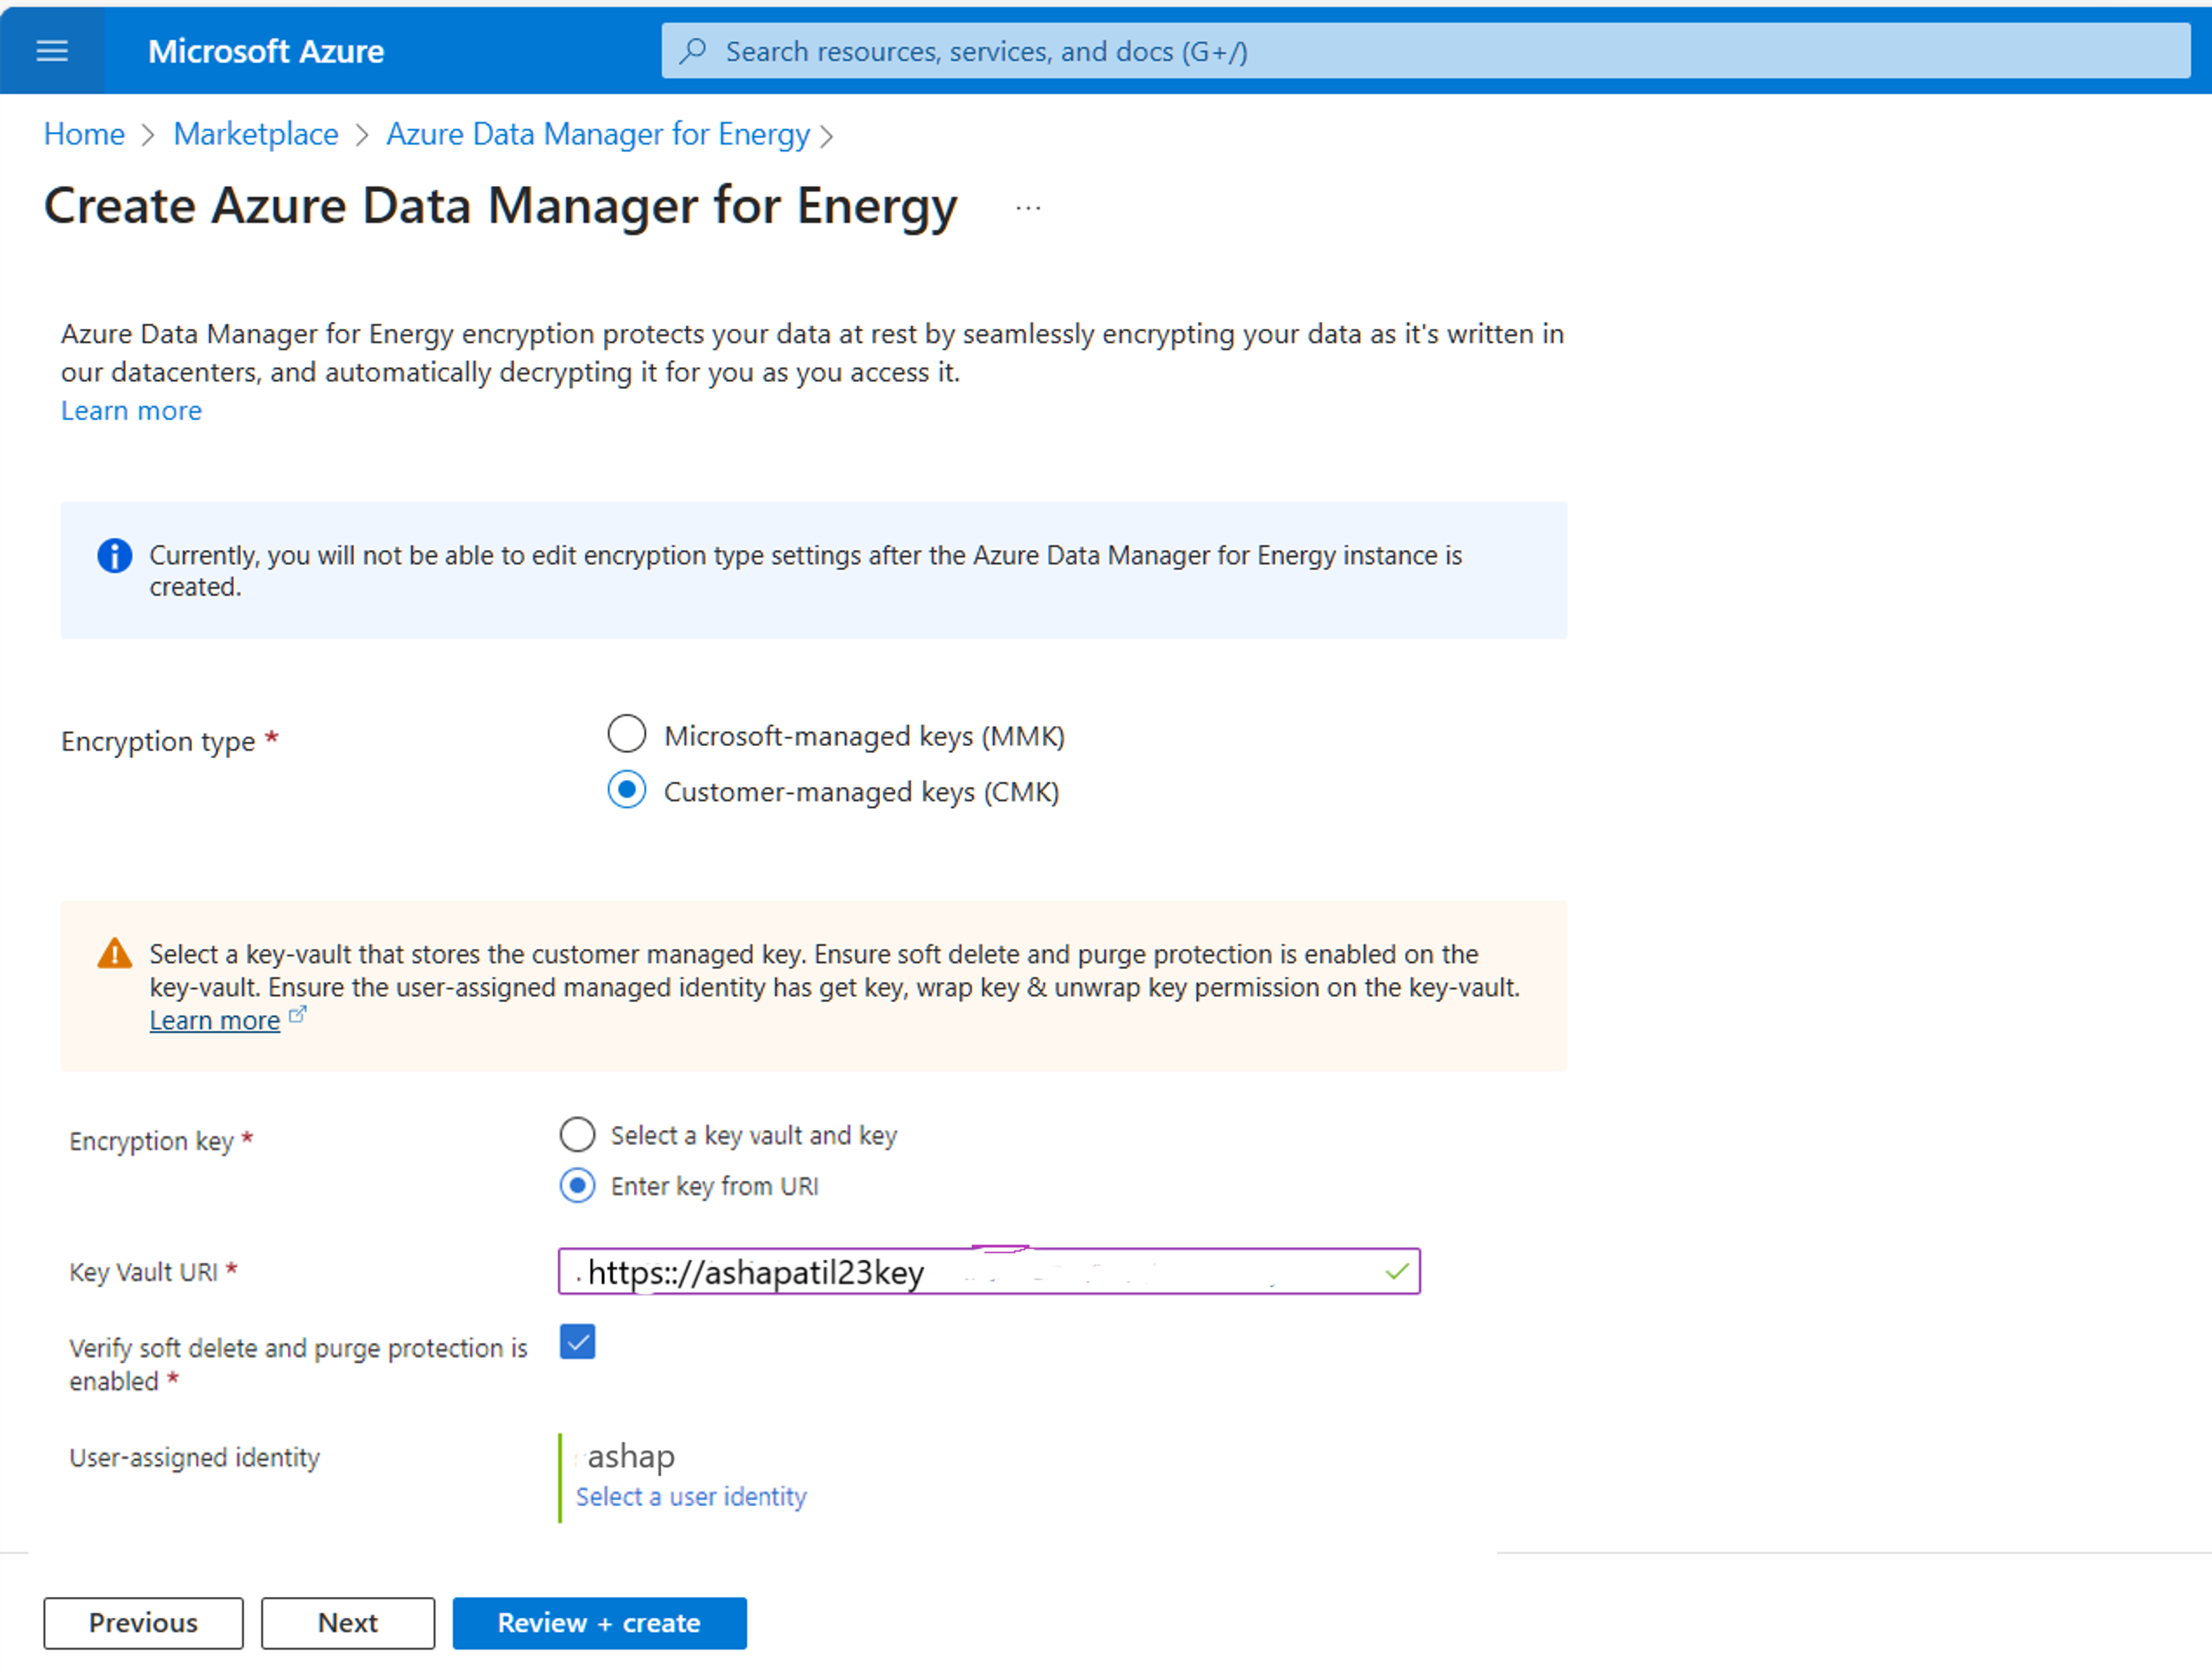 Microsoft Azure
Search resources, services, and docs (G+/)
Home > Marketplace > Azure Data Manager for Energy >
Create Azure Data Manager for Energy ...
Azure Data Manager for Energy encryption protects your data at rest by seamlessly encrypting your data as it's written in
our datacenters, and automatically decrypting it for you as you access it.
Learn more
Currently, you will not be able to edit encryption type settings after the Azure Data Manager for Energy instance is
created.
Encryption type *
Microsoft-managed keys (MMK)
Customer-managed keys (CMK)
Select a key-vault that stores the customer managed key. Ensure soft delete and purge protection is enabled on the
key-vault. Ensure the user-assigned managed identity has get key, wrap key & unwrap key permission on the key-vault.
Learn more
Encryption key *
Select a key vault and key
Enter key from URI
Key Vault URI *
https:://ashapatil23key
Verify soft delete and purge protection is
enabled *
User-assigned identity
ashap
Select a user identity
Previous
Next
Review + create